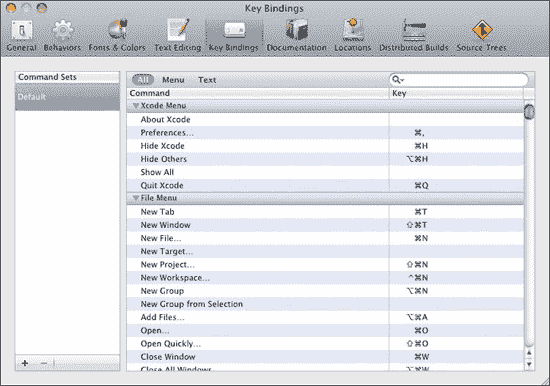 Key Bindings
General Behaviors Fonts & Colors Text Editing Key Bindings Documentation Locations Distributed Builds Source Trees
Command Sets
Default
All Menu Text
Command Key
Xcode Menu
About Xcode
Preferences... ⌘,
Hide Xcode ⌘H
Hide Others ⌥⌘H
Show All
Quit Xcode ⌘Q
File Menu
New Tab ⌘T
New Window ⇧⌘T
New File... ⌘N
New Target...
New Project... ⇧⌘N
New Workspace... ^⌘N
New Group ⌥⌘N
New Group from Selection
Add Files... ⌥⌘A
Open... ⌘O
Open Quickly... ⇧⌘O
Close Window ⌘W
Close All Windows ⌥⌘W